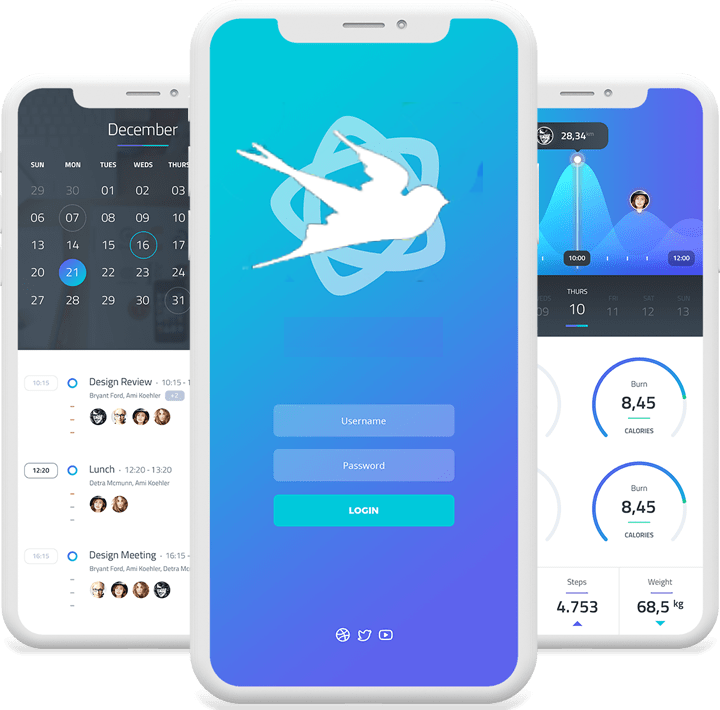 December
SUN MON TUES WEDS THURS
29 30 01 02 03
06 07 08 09 10
13 14 15 16 17
20 21 22 23 24
27 28 29 30 31
10:15 Design Review · 10:15 - 1
Bryant Ford, Ami Koehler +2
12:20 Lunch · 12:20 - 13:20
Detra Mcmunn, Ami Koehler
16:15 Design Meeting · 16:15 -
Bryant Ford, Ami Koehler, Detra Mc
Username
Password
LOGIN
28,34 km
10:00 12:00
THURS FRI SAT SUN
09 10 11 12 13
Burn
8,45
CALORIES
Burn
8,45
CALORIES
Steps Weight
4.753 68,5 kg